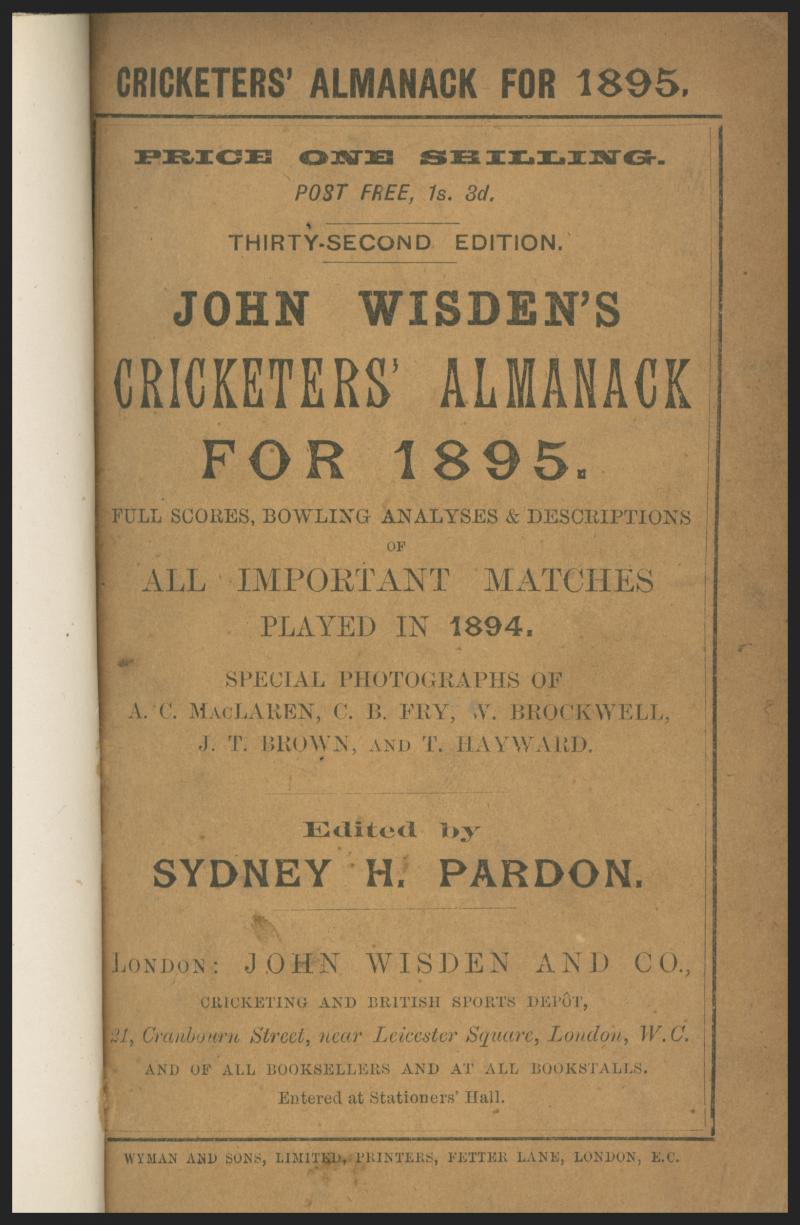 CRICKETERS' ALMANACK FOR 1895.
PRICE ONE SHILLING.
POST FREE, 1s. 3d.
THIRTY-SECOND EDITION.
JOHN WISDEN'S
CRICKETERS' ALMANACK
FOR 1895.
FULL SCORES, BOWLING ANALYSES & DESCRIPTIONS
OF
ALL IMPORTANT MATCHES
PLAYED IN 1894.
SPECIAL PHOTOGRAPHS OF
A. C. MACLAREN, C. B. FRY, W. BROCKWELL,
J. T. BROWN, AND T. HAYWARD.
Edited by
SYDNEY H. PARDON.
LONDON: JOHN WISDEN AND CO.,
CRICKETING AND BRITISH SPORTS DEPÔT,
21, Cranbourn Street, near Leicester Square, London, W.C.
AND OF ALL BOOKSELLERS AND AT ALL BOOKSTALLS.
Entered at Stationers' Hall.
WYMAN AND SONS, LIMITED, PRINTERS, FETTER LANE, LONDON, E.C.